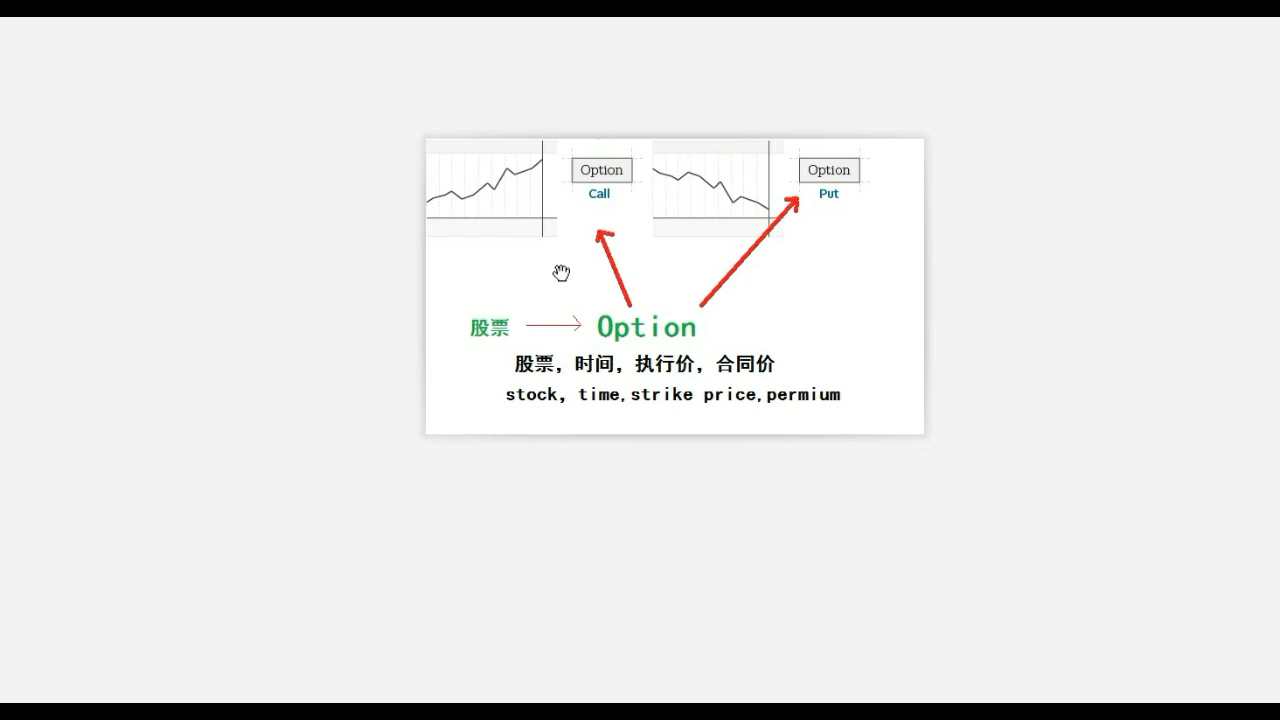 Option
Call
Option
Put
股票
Option
股票，时间，执行价，合同价
stock, time,strike price,permium